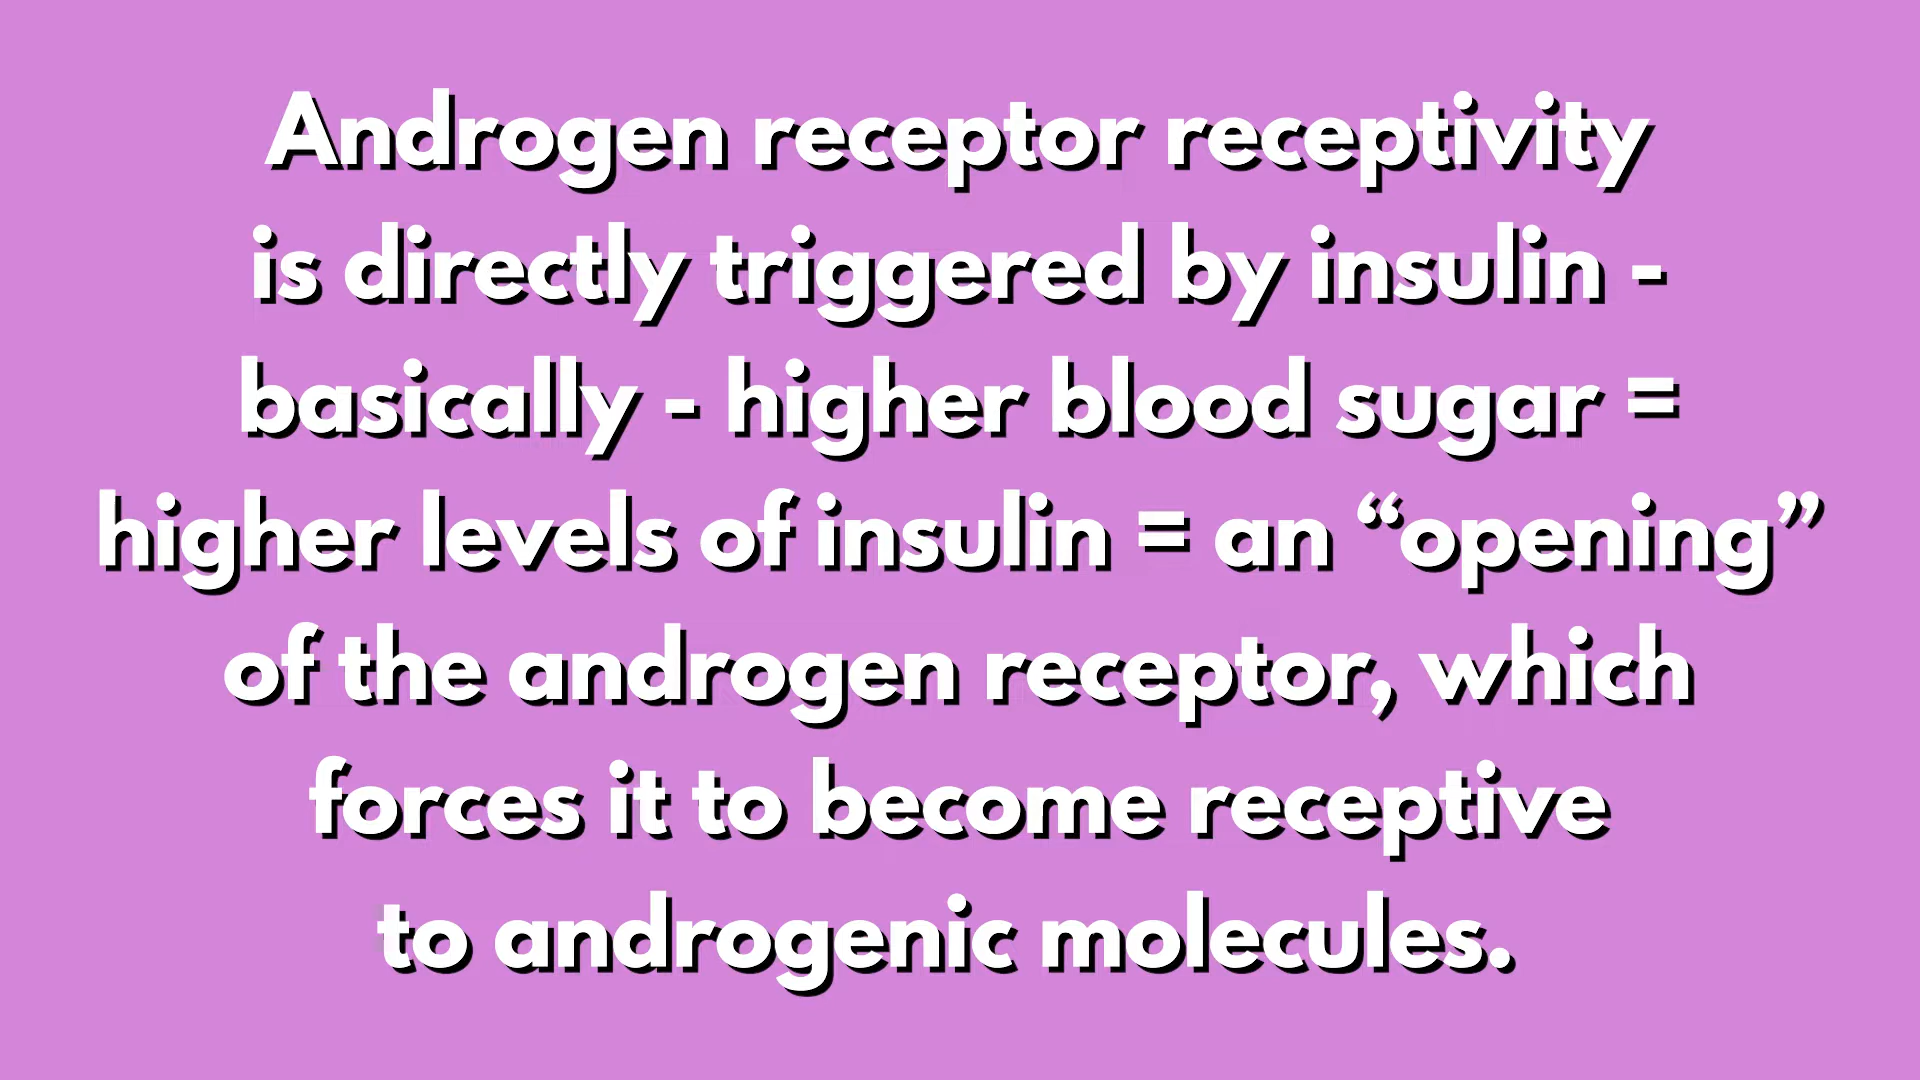 Androgen receptor receptivity
is directly triggered by insulin -
basically - higher blood sugar =
higher levels of insulin = an “opening”
of the androgen receptor, which
forces it to become receptive
to androgenic molecules.